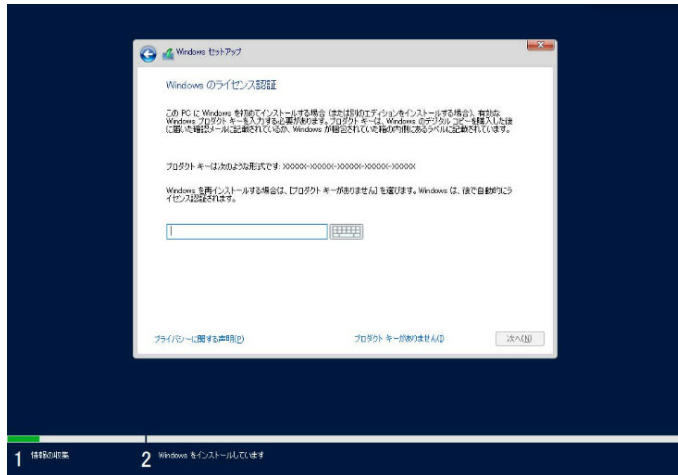 Windows セットアップ
Windows のライセンス認証
この PC に Windows を初めてインストールする場合 (または別のエディションをインストールする場合)、有効な
Windows プロダクト キーを入力する必要があります。プロダクト キーは、Windows のデジタル コピーを購入した後
に届いた確認メールに記載されているか、Windows が梱包されていた箱の内側にあるラベルに記載されています。
プロダクト キーは次のような形式です: XXXXX-XXXXX-XXXXX-XXXXX-XXXXX
Windows を再インストールする場合は、[プロダクト キーがありません] を選びます。Windows は、後で自動的にラ
イセンス認証されます。
プライバシーに関する声明(P) プロダクト キーがありません(I) 次へ(N)
1 情報の収集 2 Windows をインストールしています